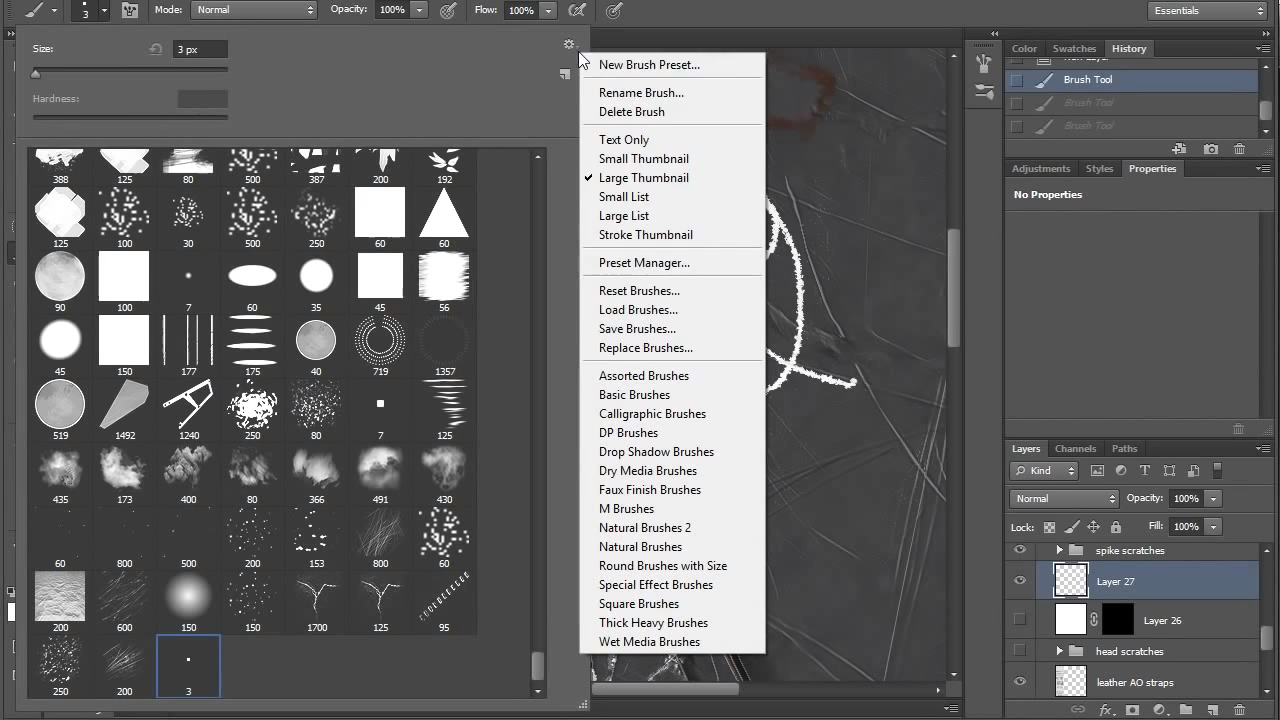 3
Mode: Normal
Opacity: 100%
Flow: 100%
Essentials
Size: 3 px
Hardness:
388 125 80 500 387 200 192
125 100 30 500 250 60 60
90 100 7 60 35 45 56
45 150 177 175 40 719 1357
519 1492 1240 250 80 7 125
435 173 400 80 366 491 430
60 800 500 200 153 800 60
200 600 150 150 1700 125 95
250 200 3
New Brush Preset...
Rename Brush...
Delete Brush
Text Only
Small Thumbnail
Large Thumbnail
Small List
Large List
Stroke Thumbnail
Preset Manager...
Reset Brushes...
Load Brushes...
Save Brushes...
Replace Brushes...
Assorted Brushes
Basic Brushes
Calligraphic Brushes
DP Brushes
Drop Shadow Brushes
Dry Media Brushes
Faux Finish Brushes
M Brushes
Natural Brushes 2
Natural Brushes
Round Brushes with Size
Special Effect Brushes
Square Brushes
Thick Heavy Brushes
Wet Media Brushes
Color Swatches History
Brush Tool
Brush Tool
Brush Tool
Adjustments Styles Properties
No Properties
Layers Channels Paths
Kind
Normal Opacity: 100%
Lock: Fill: 100%
spike scratches
Layer 27
Layer 26
head scratches
leather AO straps
fx